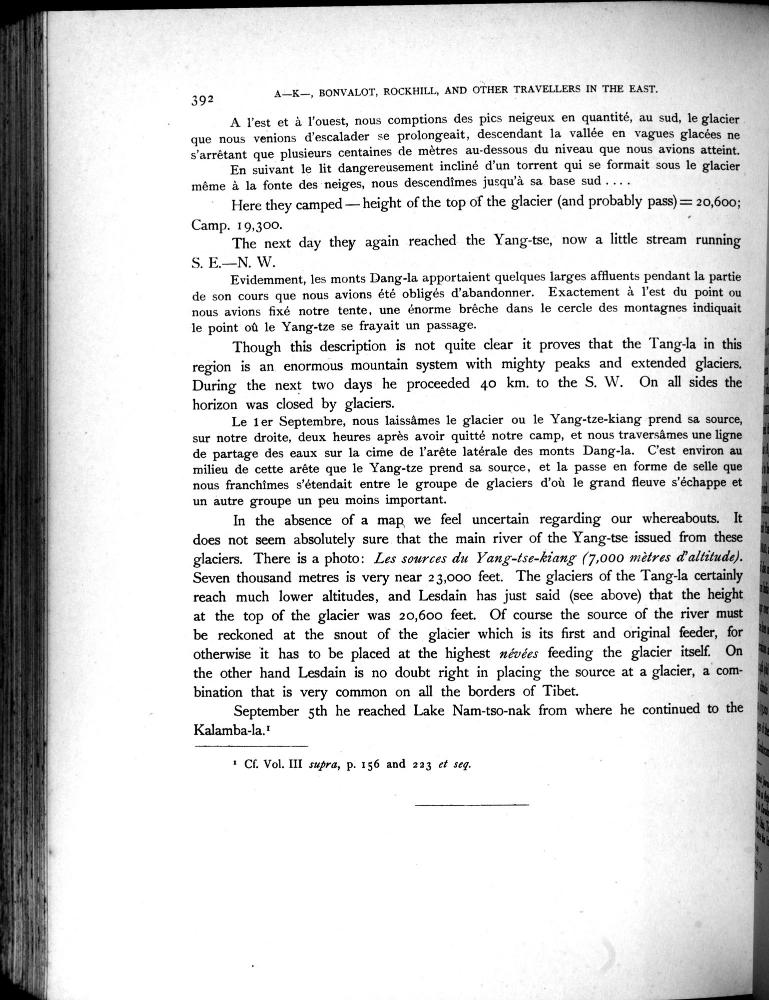 392
A—K—, BONVALOT, ROCKHILL, AND OTHER TRAVELLERS IN THE EAST.
A l'est et à l'ouest, nous comptions des pics neigeux en quantité, au sud, le glacier
que nous venions d'escalader se prolongeait, descendant la vallée en vagues glacées ne
s'arrêtant que plusieurs centaines de mètres au-dessous du niveau que nous avions atteint.
En suivant le lit dangereusement incliné d'un torrent qui se formait sous le glacier
même à la fonte des neiges, nous descendîmes jusqu'à sa base sud . . . .
Here they camped — height of the top of the glacier (and probably pass) = 20,600;
Camp. 19,300.
The next day they again reached the Yang-tse, now a little stream running
S. E.—N. W.
Evidemment, les monts Dang-la apportaient quelques larges affluents pendant la partie
de son cours que nous avions été obligés d'abandonner. Exactement à l'est du point ou
nous avions fixé notre tente, une énorme brêche dans le cercle des montagnes indiquait
le point oû le Yang-tze se frayait un passage.
Though this description is not quite clear it proves that the Tang-la in this
region is an enormous mountain system with mighty peaks and extended glaciers.
During the next two days he proceeded 40 km. to the S. W. On all sides the
horizon was closed by glaciers.
Le 1er Septembre, nous laissâmes le glacier ou le Yang-tze-kiang prend sa source,
sur notre droite, deux heures après avoir quitté notre camp, et nous traversâmes une ligne
de partage des eaux sur la cime de l'arête latérale des monts Dang-la. C'est environ au
milieu de cette arête que le Yang-tze prend sa source, et la passe en forme de selle que
nous franchîmes s'étendait entre le groupe de glaciers d'où le grand fleuve s'échappe et
un autre groupe un peu moins important.
In the absence of a map we feel uncertain regarding our whereabouts. It
does not seem absolutely sure that the main river of the Yang-tse issued from these
glaciers. There is a photo: Les sources du Yang-tse-kiang (7,000 mètres d'altitude).
Seven thousand metres is very near 23,000 feet. The glaciers of the Tang-la certainly
reach much lower altitudes, and Lesdain has just said (see above) that the height
at the top of the glacier was 20,600 feet. Of course the source of the river must
be reckoned at the snout of the glacier which is its first and original feeder, for
otherwise it has to be placed at the highest névées feeding the glacier itself. On
the other hand Lesdain is no doubt right in placing the source at a glacier, a com-
bination that is very common on all the borders of Tibet.
September 5th he reached Lake Nam-tso-nak from where he continued to the
Kalamba-la.¹
¹ Cf. Vol. III supra, p. 156 and 223 et seq.